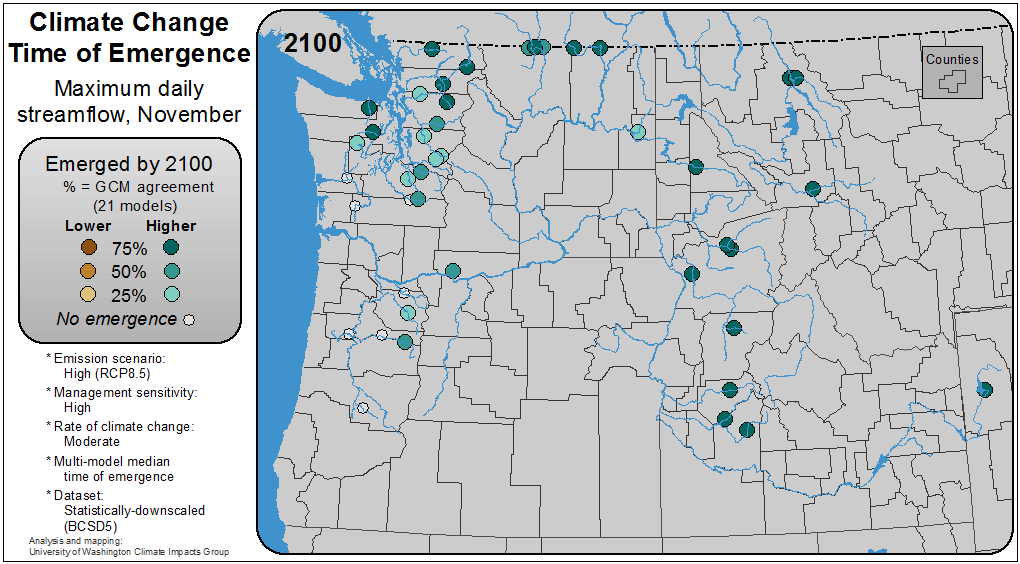 Climate Change
Time of Emergence
Maximum daily
streamflow, November
Emerged by 2100
% = GCM agreement
(21 models)
Lower Higher
75%
50%
25%
No emergence
* Emission scenario:
High (RCP8.5)
* Management sensitivity:
High
* Rate of climate change:
Moderate
* Multi-model median
time of emergence
* Dataset:
Statistically-downscaled
(BCSD5)
Analysis and mapping:
University of Washington Climate Impacts Group
2100
Counties